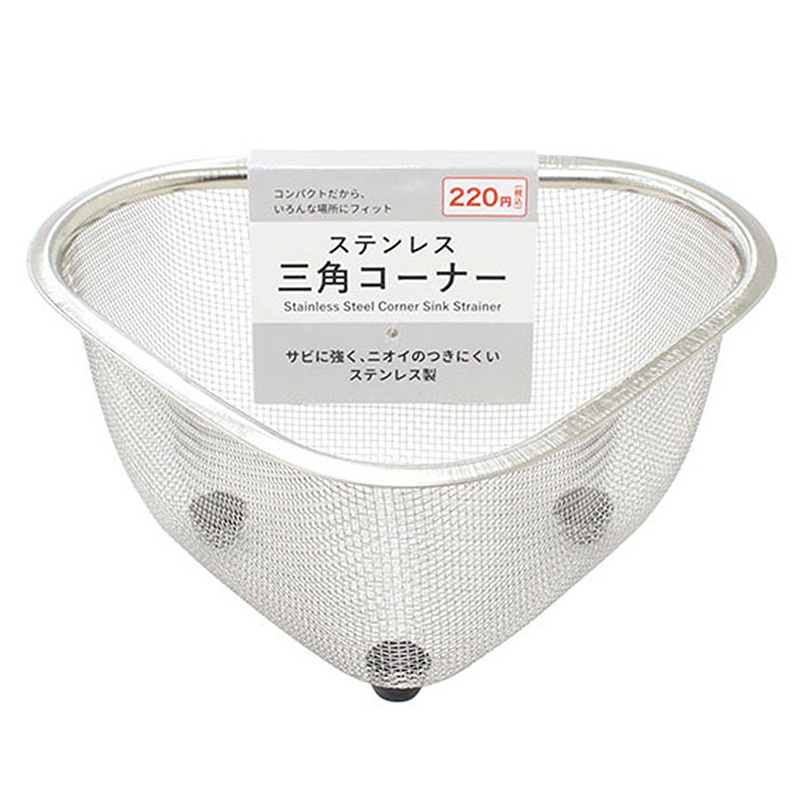 コンパクトだから、
いろんな場所にフィット
220円(税込)
ステンレス
三角コーナー
Stainless Steel Corner Sink Strainer
サビに強く、ニオイのつきにくい
ステンレス製